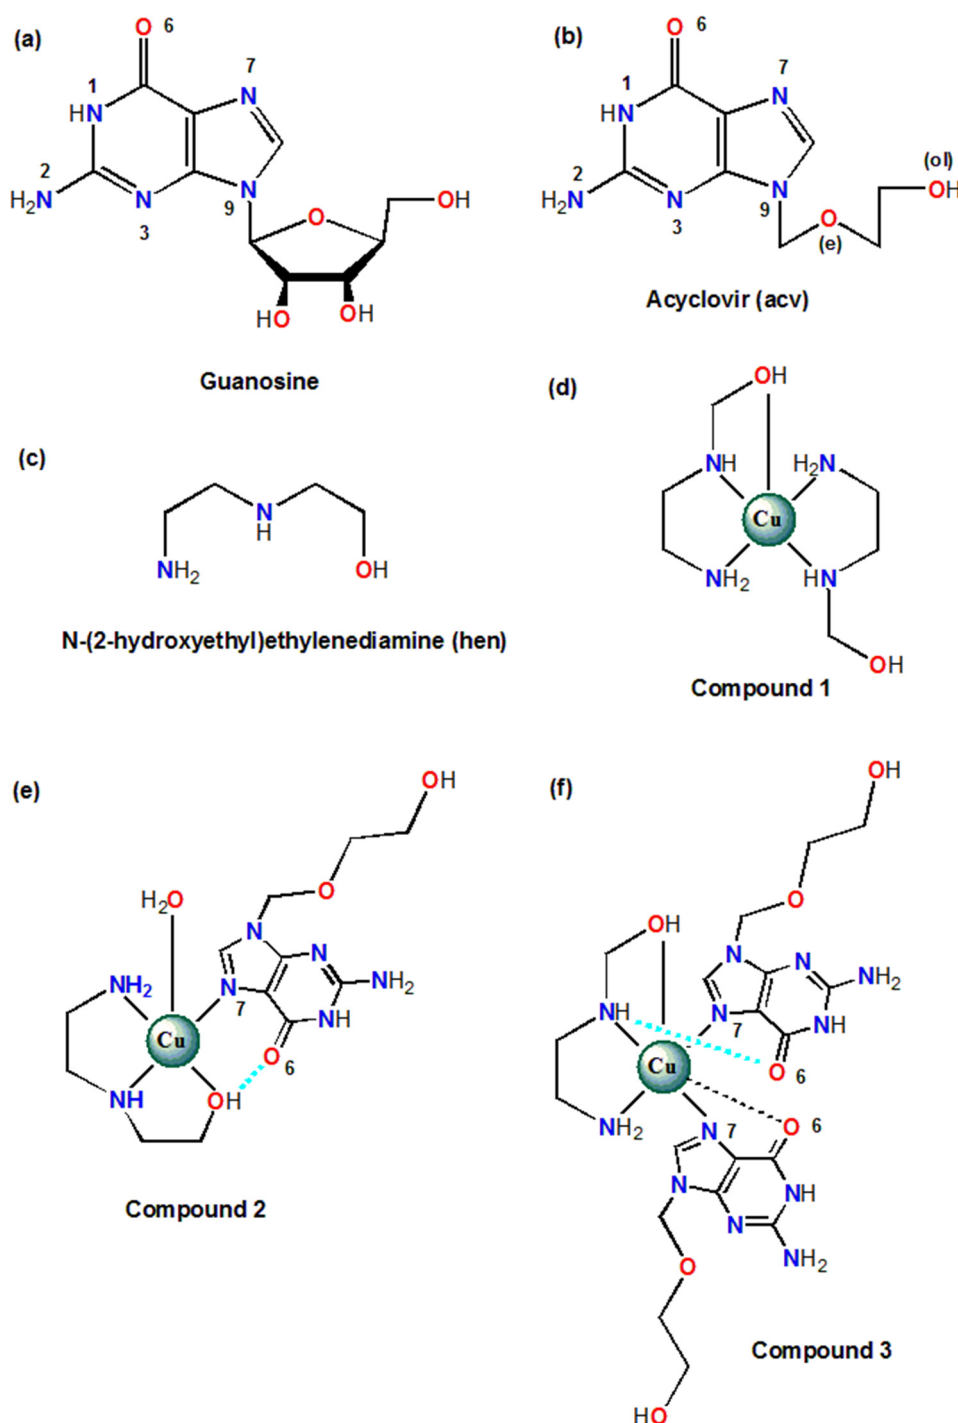 (a)
O 6
7
1
N
HN
2
H2N
N
3
N
9
O
OH
HO
OH
Guanosine
(b)
O 6
7
1
N
HN
2
H2N
N
3
N
9
(ol)
OH
O
(e)
Acyclovir (acv)
(c)
N
H
NH2
OH
N-(2-hydroxyethyl)ethylenediamine (hen)
(d)
OH
NH
H2N
Cu
NH2
HN
OH
Compound 1
(e)
OH
O
H2O
N
N
NH2
NH2
N
7
NH
Cu
O
6
NH
OH
Compound 2
(f)
OH
O
OH
N
N
NH2
NH
N
7
NH
Cu
O
6
O 6
NH2
N
7
N
NH
N
NH2
O
HO
Compound 3